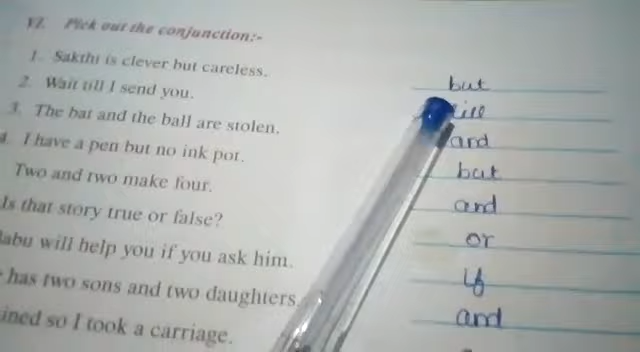 VI. Pick out the conjunction:-
1. Sakthi is clever but careless. but
2. Wait till I send you. till
3. The bat and the ball are stolen. and
4. I have a pen but no ink pot. but
Two and two make four. and
Is that story true or false? or
abu will help you if you ask him. if
has two sons and two daughters. and
ined so I took a carriage.